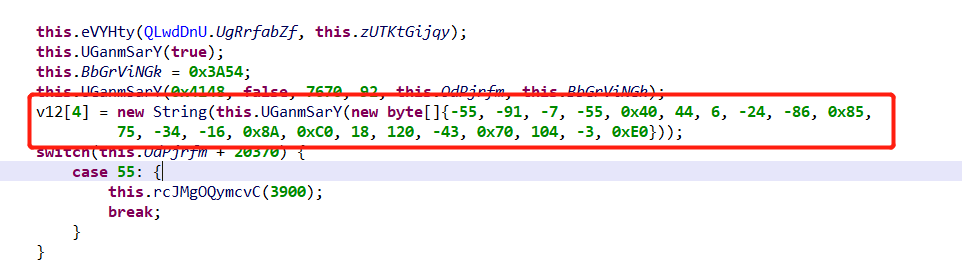 this.eVYHty(QLwdDnU.UgRrfabZf, this.zUTKtGijqy);
this.UGanmSarY(true);
this.BbGrViNGk = 0x3A54;
this.UGanmSarY(0x4148, false, 7670, 92, this.OdPjrfm, this.BbGrViNGk);
v12[4] = new String(this.UGanmSarY(new byte[]{-55, -91, -7, -55, 0x40, 44, 6, -24, -86, 0x85,
75, -34, -16, 0x8A, 0xC0, 18, 120, -43, 0x70, 104, -3, 0xE0}));
switch(this.OdPjrfm + 20370) {
case 55: {
this.rcJMgOQymcvC(3900);
break;
}
}